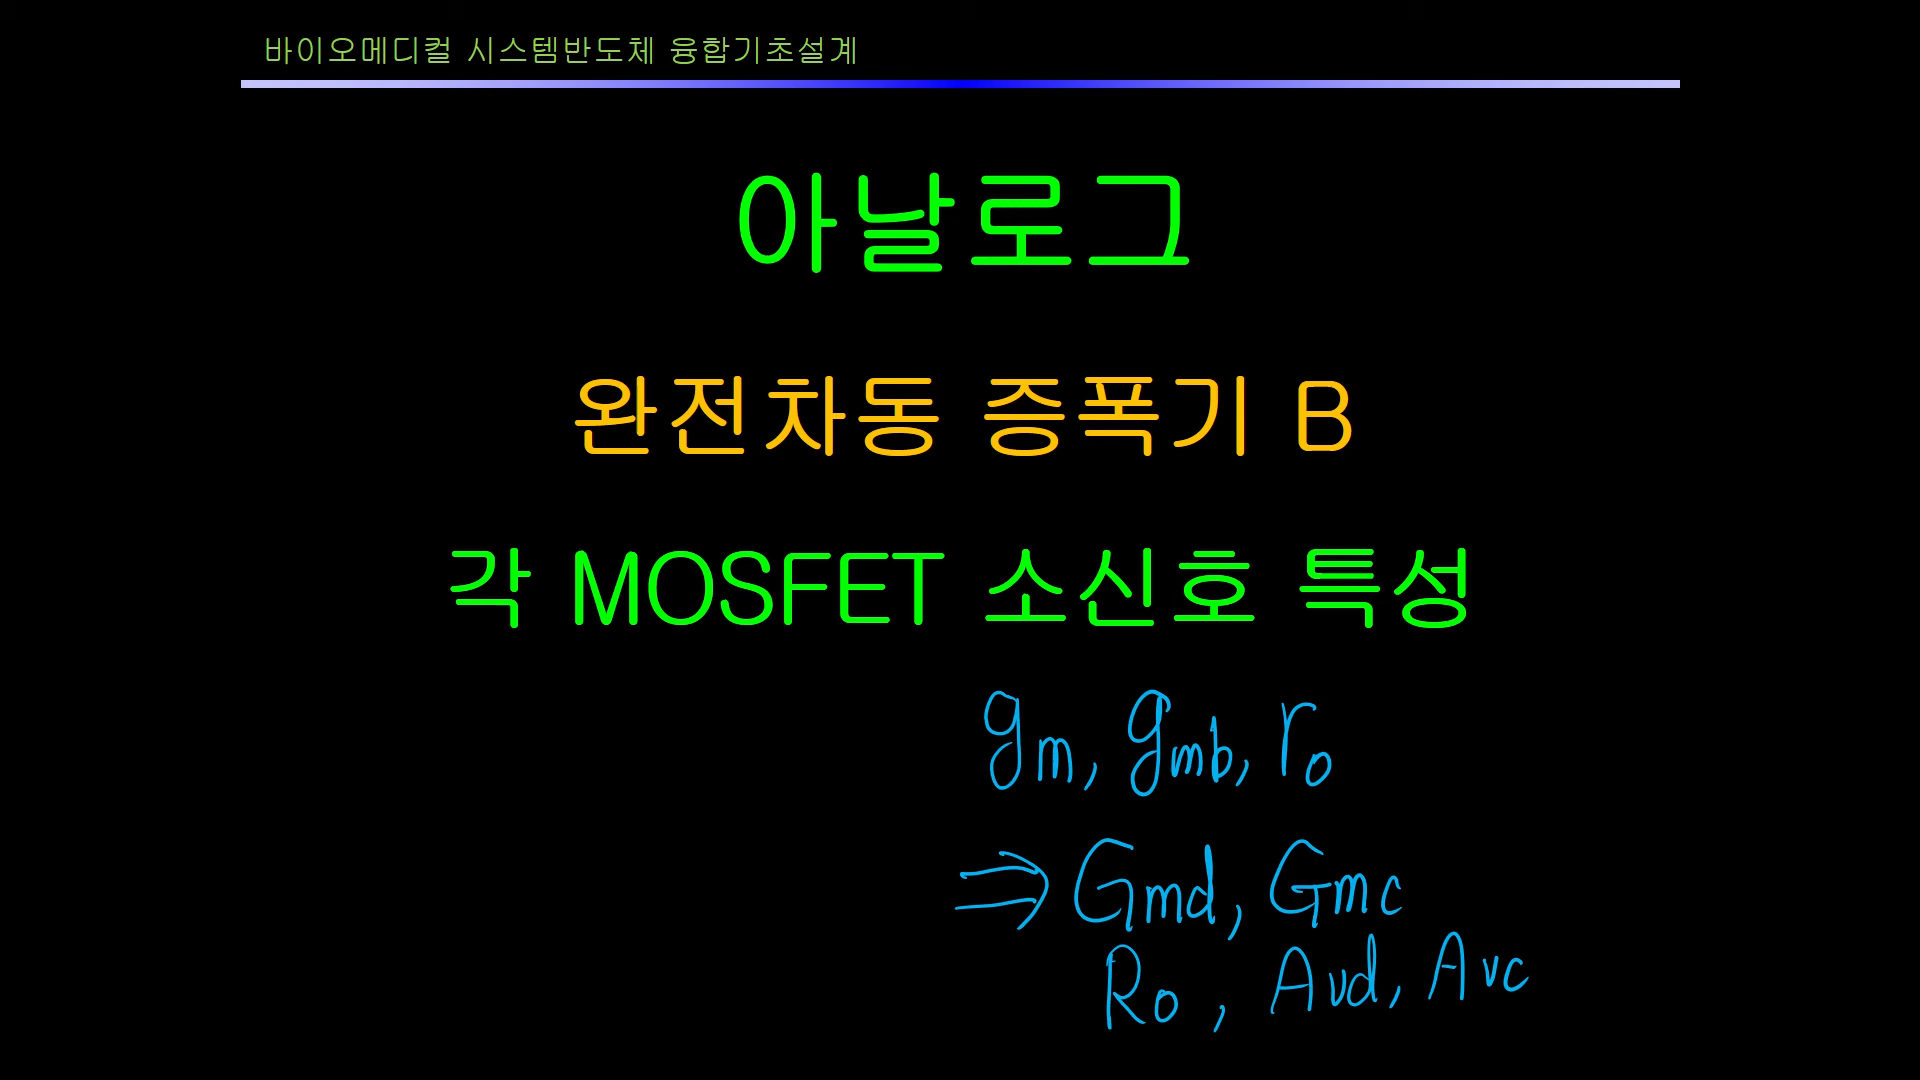 바이오메디컬 시스템반도체 융합기초설계
아날로그
완전차동 증폭기 B
각 MOSFET 소신호 특성
gm, gmb, ro
⇒ Gmd, Gmc
Ro, Avd, Avc